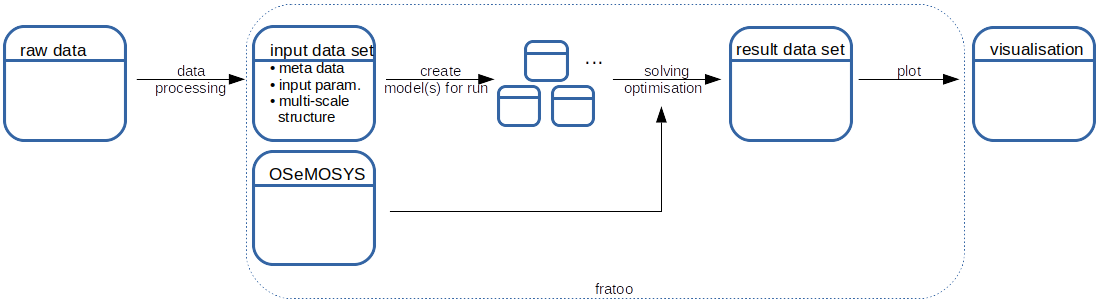 raw data
data
processing
input data set
• meta data
• input param.
• multi-scale
structure
create
model(s) for run
...
solving
optimisation
result data set
plot
visualisation
OSeMOSYS
fratoo